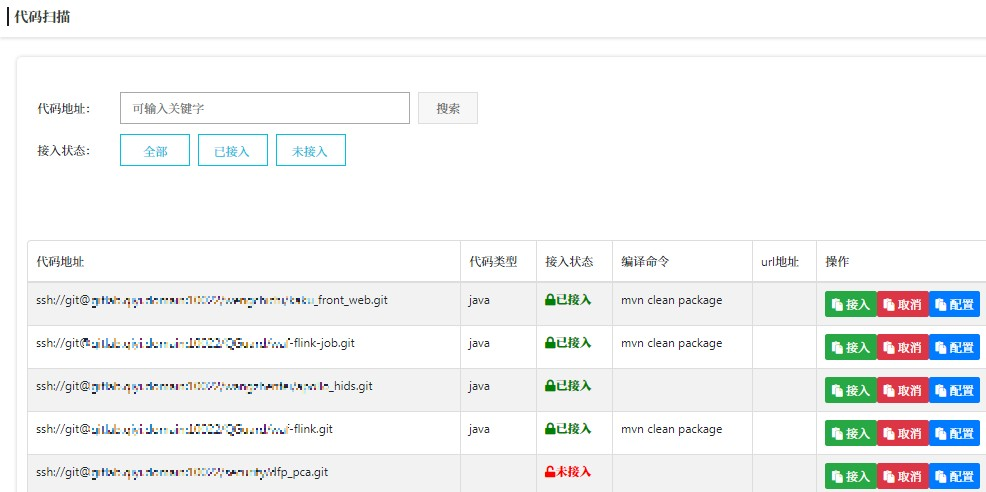 代码扫描
代码地址: 可输入关键字 搜索
接入状态: 全部 已接入 未接入
代码地址 代码类型 接入状态 编译命令 url地址 操作
ssh://git@ _front_web.git java 已接入 mvn clean package 接入 取消 配置
ssh://git@ -flink-job.git java 已接入 mvn clean package 接入 取消 配置
ssh://git@ _hids.git java 已接入 接入 取消 配置
ssh://git@ -flink.git java 已接入 mvn clean package 接入 取消 配置
ssh://git@ dfp_pca.git 未接入 接入 取消 配置